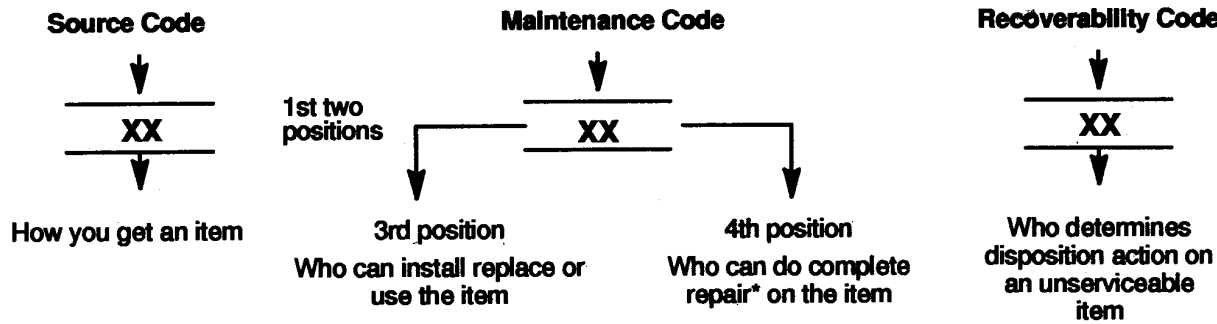 Source Code
Maintenance Code
Recoverability Code
XX
1st two
positions
XX
XX
How you get an item
3rd position
Who can install replace or
use the item
4th position
Who can do complete
repair* on the item
Who determines
disposition action on
an unserviceable
item